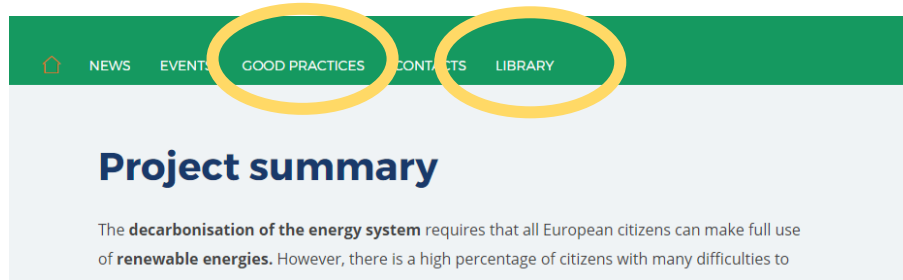 NEWS EVENTS GOOD PRACTICES CONTACTS LIBRARY
Project summary
The decarbonisation of the energy system requires that all European citizens can make full use
of renewable energies. However, there is a high percentage of citizens with many difficulties to